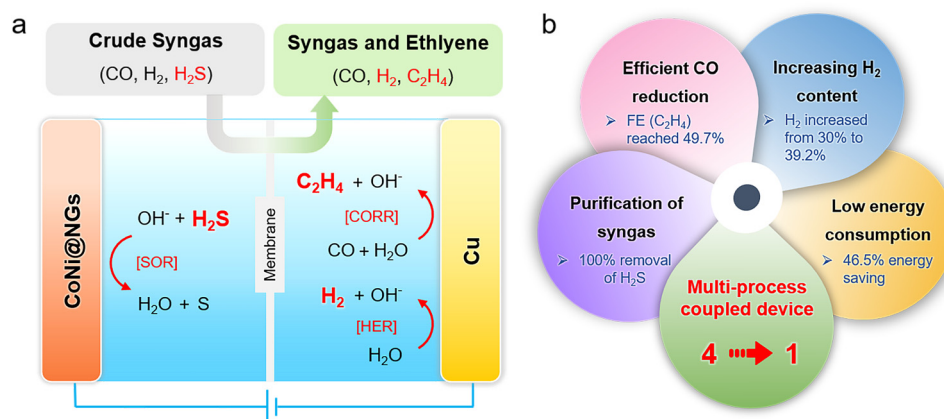 a
Crude Syngas
(CO, H₂, H₂S)
Syngas and Ethlyene
(CO, H₂, C₂H₄)
CoNi@NGs
OH⁻ + H₂S
[SOR]
H₂O + S
Membrane
C₂H₄ + OH⁻
[CORR]
CO + H₂O
H₂ + OH⁻
[HER]
H₂O
Cu
b
Efficient CO
reduction
➢ FE (C₂H₄)
reached 49.7%
Increasing H₂
content
➢ H₂ increased
from 30% to
39.2%
Purification of
syngas
➢ 100% removal
of H₂S
Low energy
consumption
➢ 46.5% energy
saving
Multi-process
coupled device
4 → 1